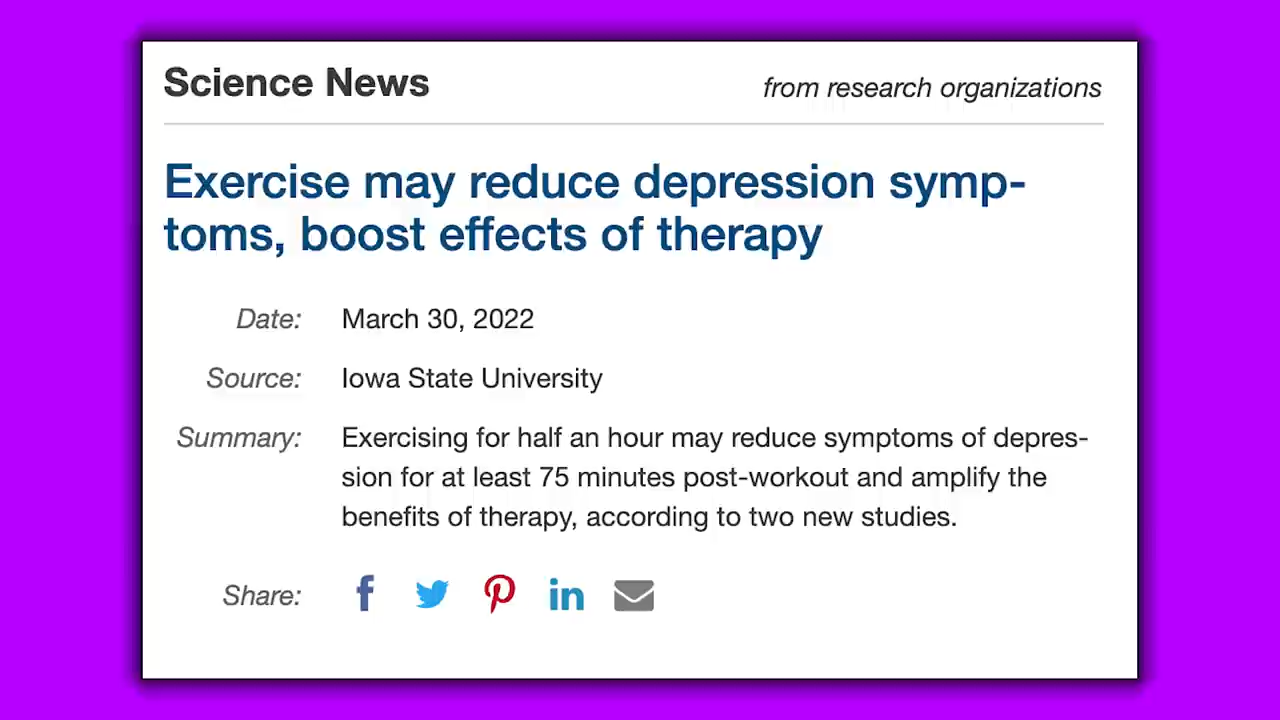 Science News
from research organizations
Exercise may reduce depression symp-
toms, boost effects of therapy
Date: March 30, 2022
Source: Iowa State University
Summary: Exercising for half an hour may reduce symptoms of depres-
sion for at least 75 minutes post-workout and amplify the
benefits of therapy, according to two new studies.
Share: